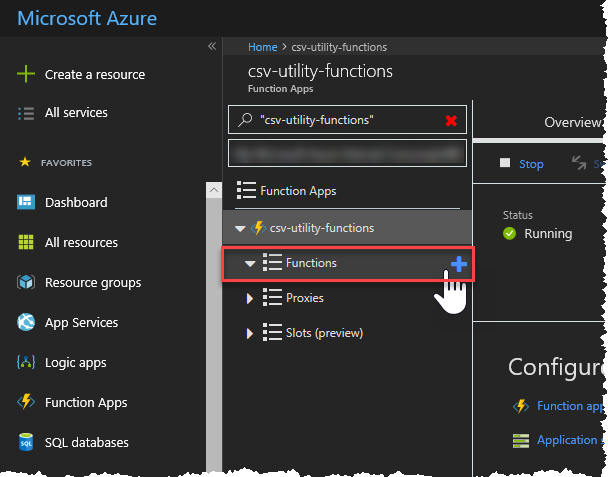 Microsoft Azure
Create a resource
All services
FAVORITES
Dashboard
All resources
Resource groups
App Services
Logic apps
Function Apps
SQL databases
Home > csv-utility-functions
csv-utility-functions
Function Apps
"csv-utility-functions"
Function Apps
csv-utility-functions
Functions
Proxies
Slots (preview)
Overview
Stop
Status
Running
Configure
Function app
Application s